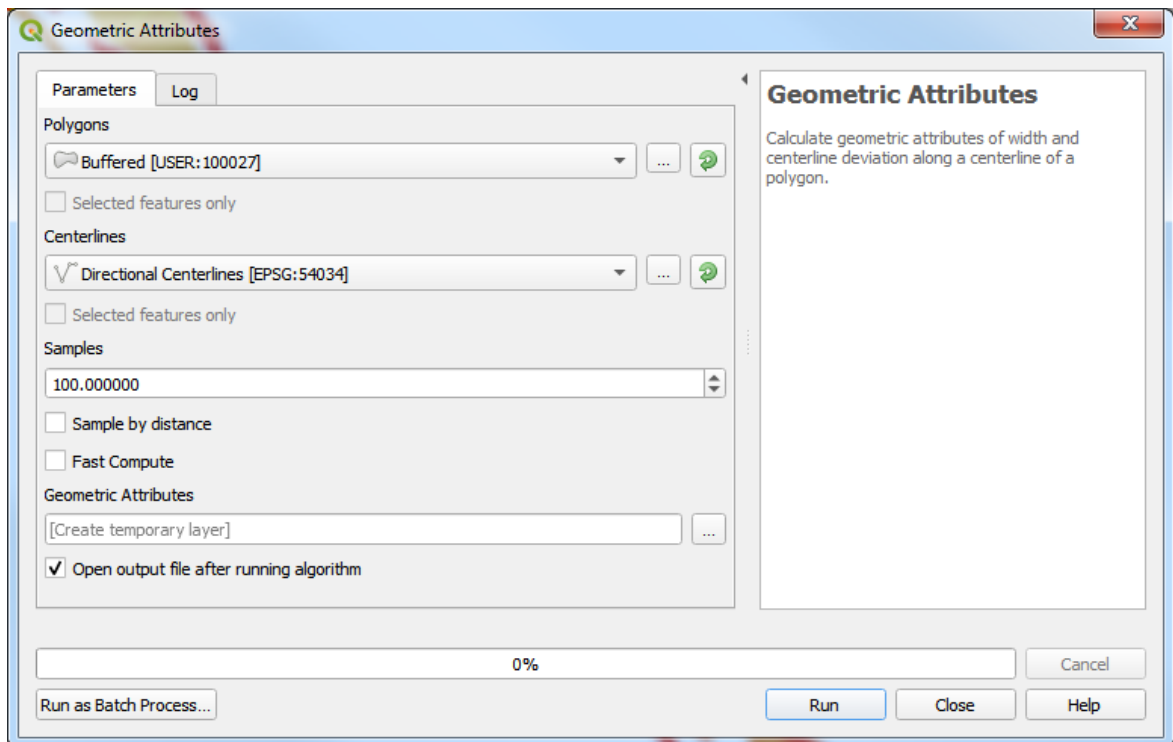 Geometric Attributes
Parameters
Log
Polygons
Buffered [USER:100027]
...
Selected features only
Centerlines
Directional Centerlines [EPSG:54034]
...
Selected features only
Samples
100.000000
Sample by distance
Fast Compute
Geometric Attributes
[Create temporary layer]
...
Open output file after running algorithm
Geometric Attributes
Calculate geometric attributes of width and
centerline deviation along a centerline of a
polygon.
0%
Cancel
Run as Batch Process...
Run
Close
Help